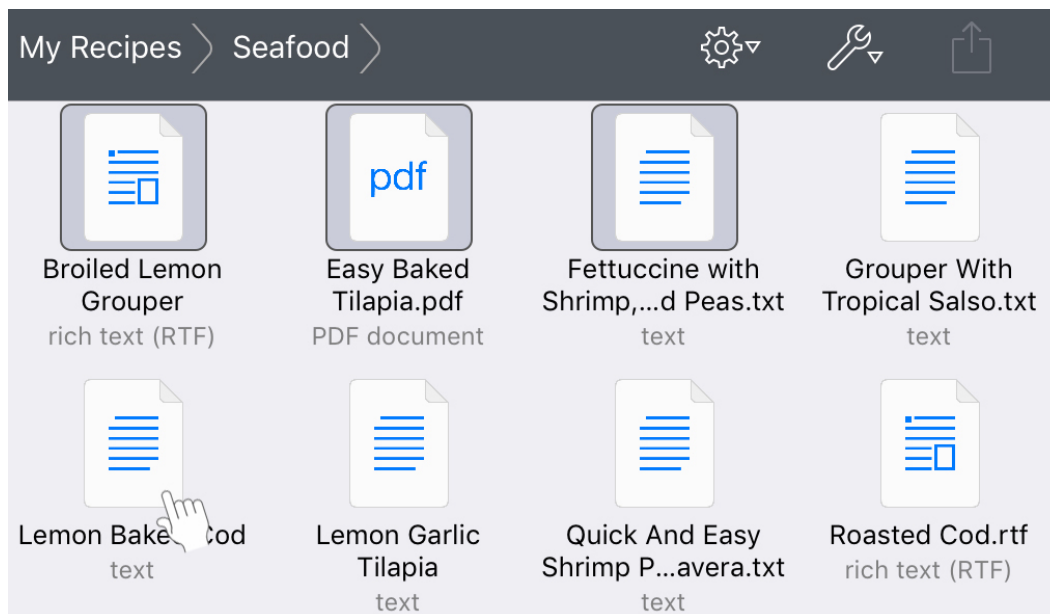 My Recipes Seafood
pdf
Broiled Lemon
Grouper
rich text (RTF)
Easy Baked
Tilapia.pdf
PDF document
Fettuccine with
Shrimp,...d Peas.txt
text
Grouper With
Tropical Salso.txt
text
Lemon Baked Cod
text
Lemon Garlic
Tilapia
text
Quick And Easy
Shrimp P...avera.txt
text
Roasted Cod.rtf
rich text (RTF)